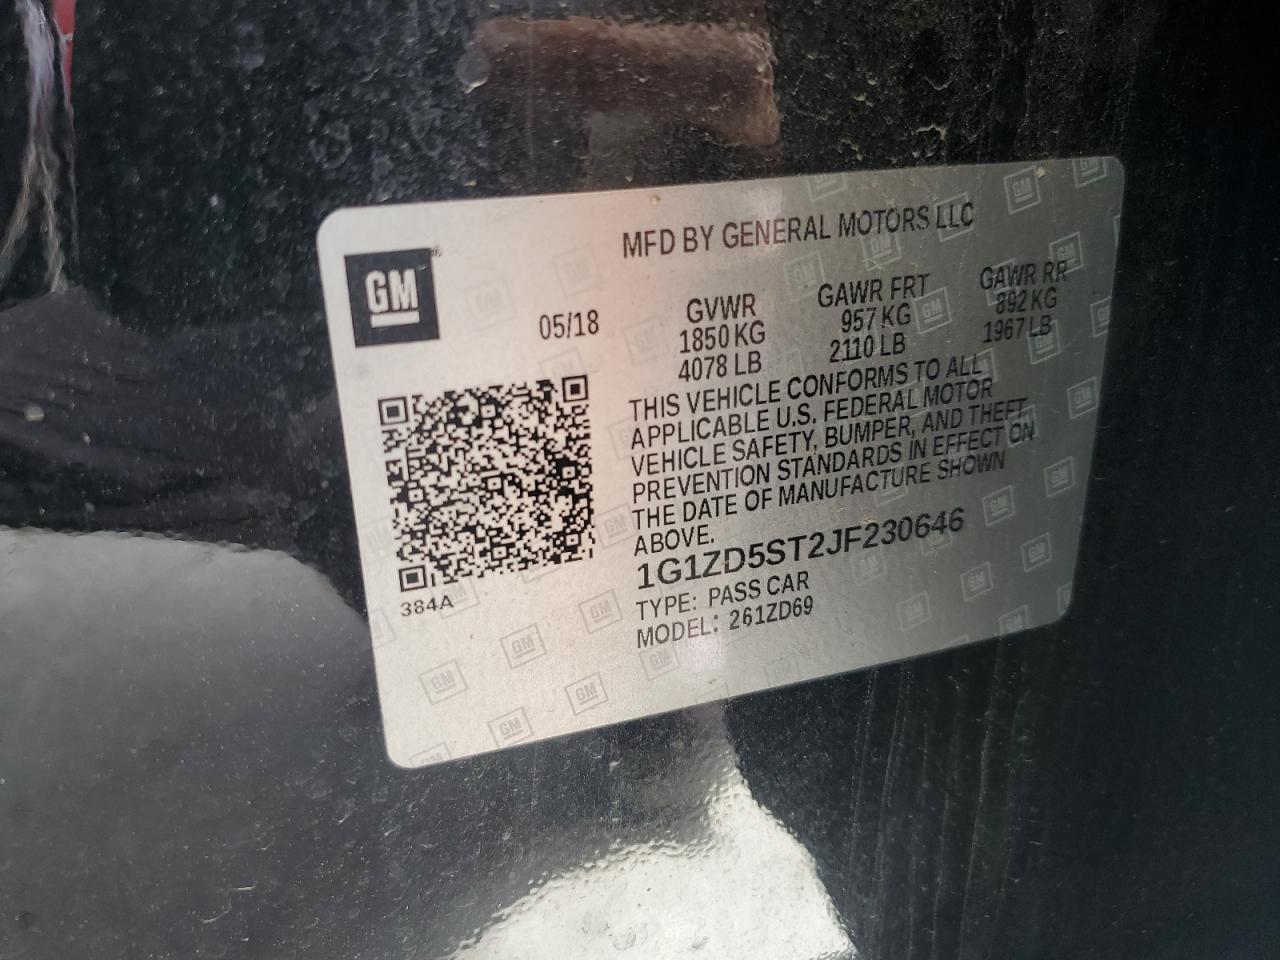 GM
MFD BY GENERAL MOTORS LLC
05/18
GVWR
1850 KG
4078 LB
GAWR FRT
957 KG
2110 LB
GAWR RR
892 KG
1967 LB
THIS VEHICLE CONFORMS TO ALL
APPLICABLE U.S. FEDERAL MOTOR
VEHICLE SAFETY, BUMPER, AND THEFT
PREVENTION STANDARDS IN EFFECT ON
THE DATE OF MANUFACTURE SHOWN
ABOVE.
1G1ZD5ST2JF230646
TYPE: PASS CAR
MODEL: 261ZD69
384A